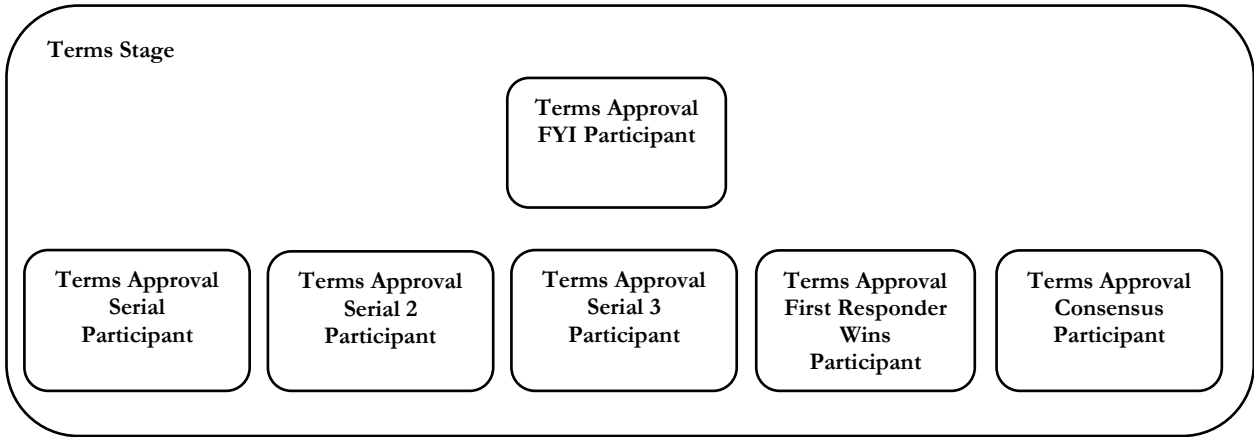 Terms Stage
Terms Approval
FYI Participant
Terms Approval
Serial
Participant
Terms Approval
Serial 2
Participant
Terms Approval
Serial 3
Participant
Terms Approval
First Responder
Wins
Participant
Terms Approval
Consensus
Participant